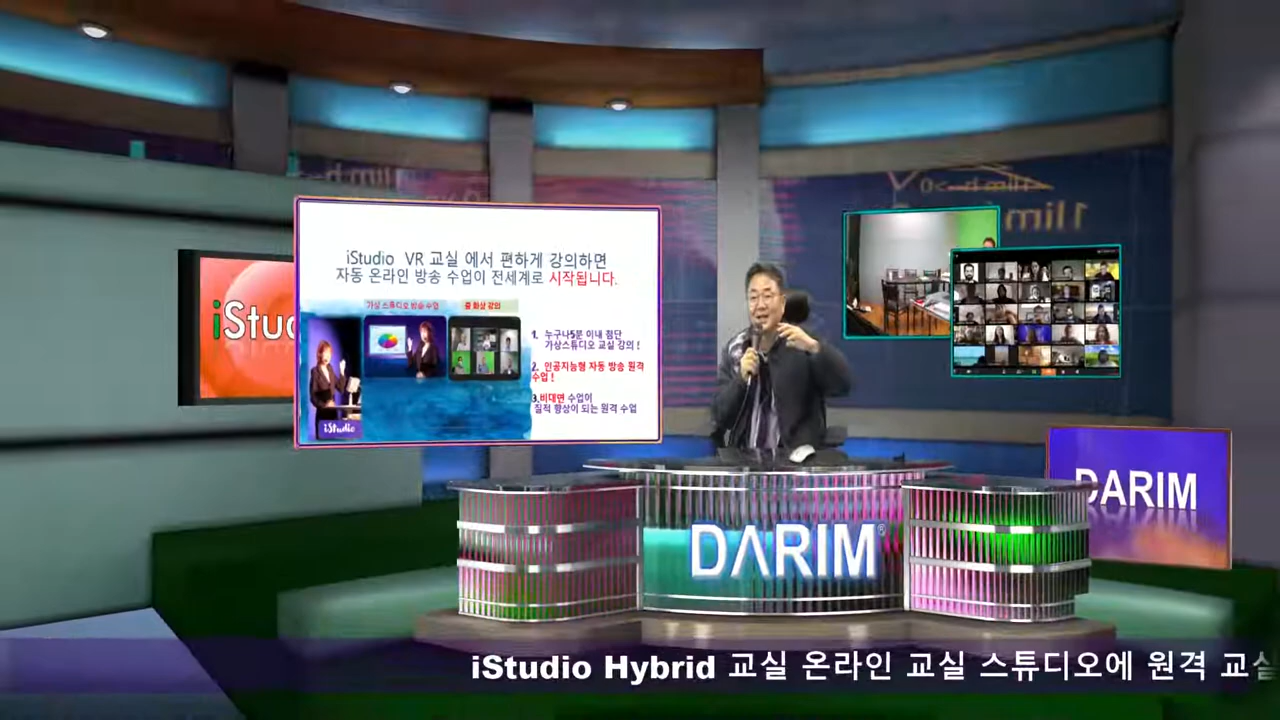 iStudio VR 교실 에서 편하게 강의하면
자동 온라인 방송 수업이 전세계로 시작됩니다.
가상 스튜디오 방송 수업
줌 화상 강의
1. 누구나5분 이내 첨단
가상스튜디오 교실 강의 !
2. 인공지능형 자동 방송 원격
수업 !
3.비대면 수업이
질적 향상이 되는 원격 수업
iStudio
iStu
DARIM
DARIM®
iStudio Hybrid 교실 온라인 교실 스튜디오에 원격 교실